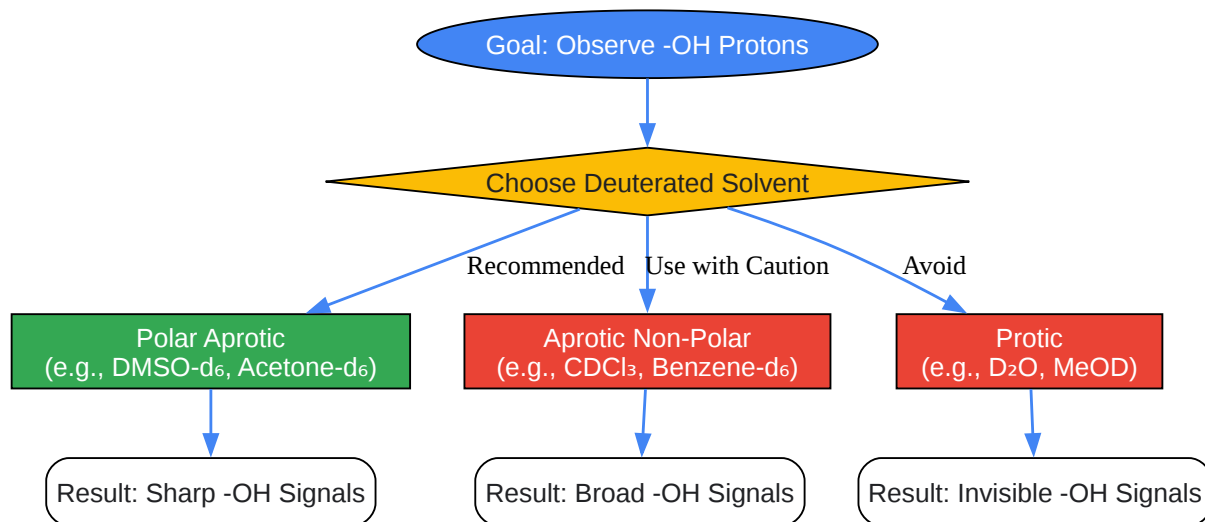 Goal: Observe -OH Protons
Choose Deuterated Solvent
Recommended
Use with Caution
Avoid
Polar Aprotic
(e.g., DMSO-d₆, Acetone-d₆)
Aprotic Non-Polar
(e.g., CDCl₃, Benzene-d₆)
Protic
(e.g., D₂O, MeOD)
Result: Sharp -OH Signals
Result: Broad -OH Signals
Result: Invisible -OH Signals